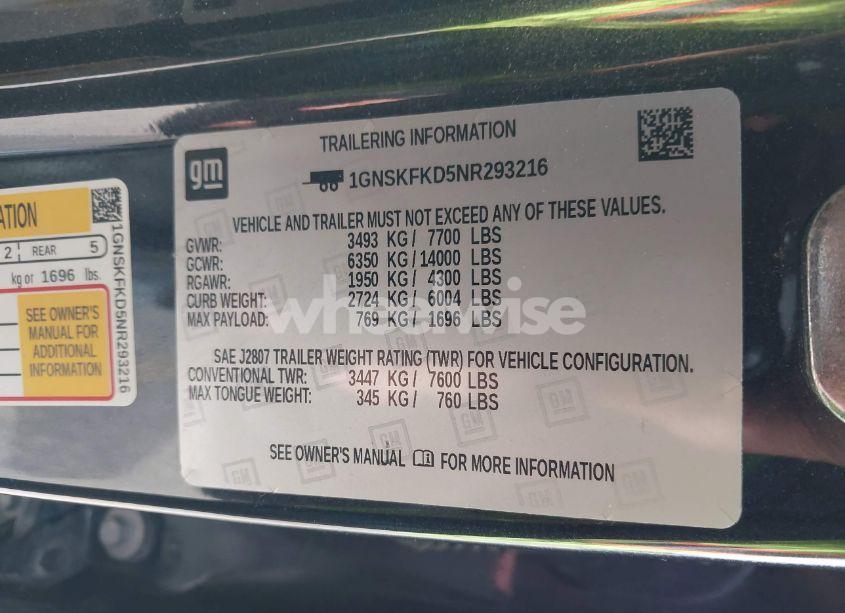 TRAILERING INFORMATION
gm
1GNSKFKD5NR293216
VEHICLE AND TRAILER MUST NOT EXCEED ANY OF THESE VALUES.
GVWR: 3493 KG / 7700 LBS
GCWR: 6350 KG / 14000 LBS
RGAWR: 1950 KG / 4300 LBS
CURB WEIGHT: 2724 KG / 6004 LBS
MAX PAYLOAD: 769 KG / 1696 LBS
SAE J2807 TRAILER WEIGHT RATING (TWR) FOR VEHICLE CONFIGURATION.
CONVENTIONAL TWR: 3447 KG / 7600 LBS
MAX TONGUE WEIGHT: 345 KG / 760 LBS
SEE OWNER'S MANUAL FOR MORE INFORMATION
2 REAR 5
kg or 1696 lbs.
SEE OWNER'S
MANUAL FOR
ADDITIONAL
INFORMATION
1GNSKFKD5NR293216
wheelwise